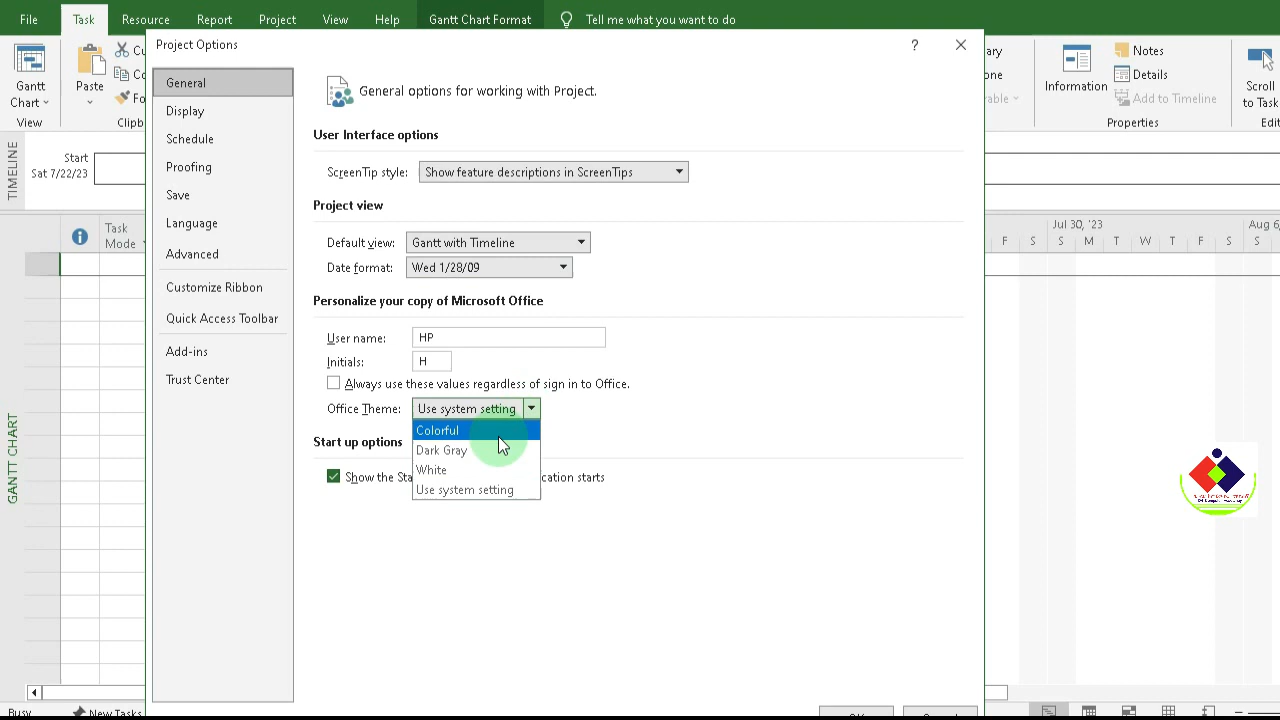 File Task Resource Report Project View Help Gantt Chart Format Tell me what you want to do
Project Options ?
Gantt Chart
View
Paste
Clipb
Information
Notes
Details
Add to Timeline
Properties
Scroll
to Task
TIMELINE
Start
Sat 7/22/23
GANTT CHART
Task
Mode
General
Display
Schedule
Proofing
Save
Language
Advanced
Customize Ribbon
Quick Access Toolbar
Add-ins
Trust Center
General options for working with Project.
User Interface options
ScreenTip style: Show feature descriptions in ScreenTips
Project view
Default view: Gantt with Timeline
Date format: Wed 1/28/09
Personalize your copy of Microsoft Office
User name: HP
Initials: H
Always use these values regardless of sign in to Office.
Office Theme: Use system setting
Colorful
Dark Gray
White
Use system setting
Start up options
Show the Sta cation starts
Jul 30, '23 Aug 6,
F S S M T W T F S S
Busy New Tasks